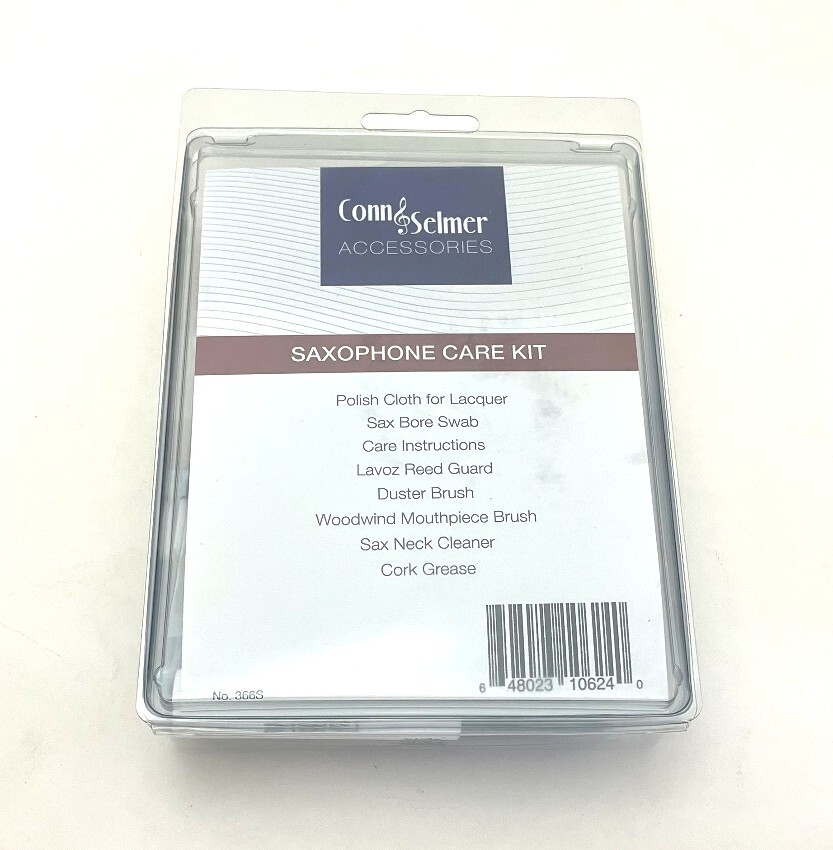 Conn Selmer
ACCESSORIES
SAXOPHONE CARE KIT
Polish Cloth for Lacquer
Sax Bore Swab
Care Instructions
Lavoz Reed Guard
Duster Brush
Woodwind Mouthpiece Brush
Sax Neck Cleaner
Cork Grease
No. 366S
6 48023 10624 0